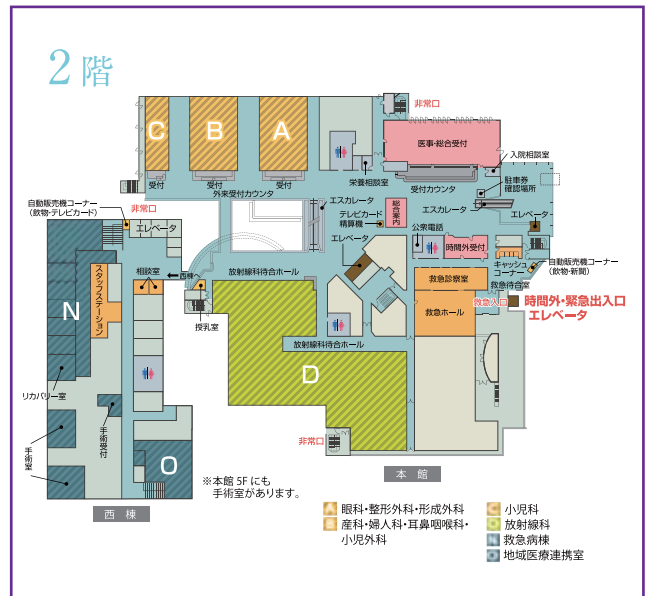 2階
非常口
C
B
A
医事・総合受付
入院相談室
栄養相談室
受付
受付
受付
外来受付カウンタ
受付カウンタ
駐車券
確認場所
自動販売機コーナー
(飲物・テレビカード)
非常口
エスカレータ
テレビカード
精算機
総合案内
エスカレータ
エレベータ
エレベータ
公衆電話
時間外受付
エレベータ
キャッシュ
コーナー
自動販売機コーナー
(飲物・新聞)
スタッフステーション
相談室
西棟
放射線科待合ホール
救急診察室
救急待合室
N
授乳室
救急ホール
救急入口
時間外・緊急出入口
エレベータ
放射線科待合ホール
D
リカバリー室
手術受付
手術室
非常口
O
※本館5Fにも
手術室があります。
本館
西棟
A 眼科・整形外科・形成外科
B 産科・婦人科・耳鼻咽喉科・
小児外科
C 小児科
D 放射線科
N 救急病棟
O 地域医療連携室